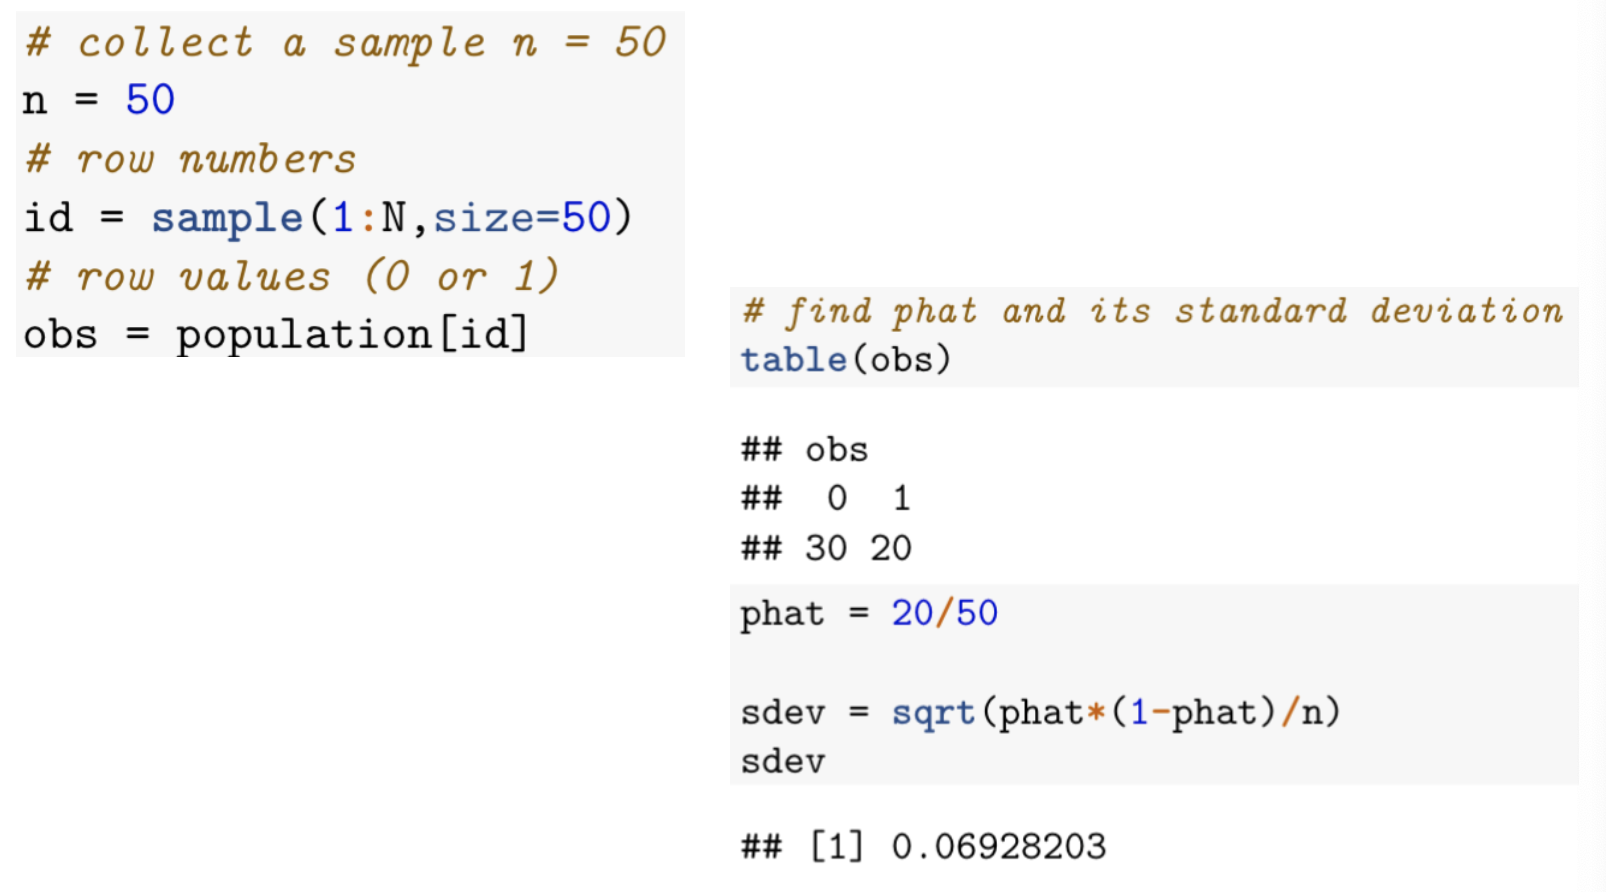 # collect a sample n = 50
n = 50
# row numbers
id = sample(1:N,size=50)
# row values (0 or 1)
obs = population[id]
# find phat and its standard deviation
table(obs)
## obs
##  0  1
## 30 20
phat = 20/50
sdev = sqrt(phat*(1-phat)/n)
sdev
## [1] 0.06928203